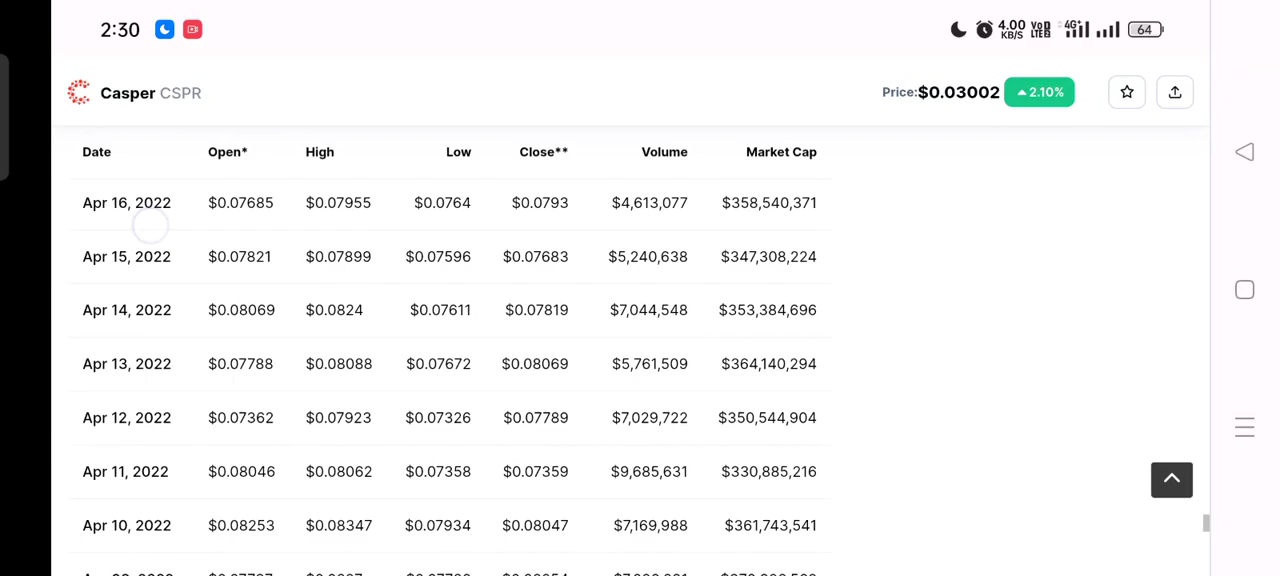 2:30 4.00 KB/S VoD LTE 4G+ 64
Casper CSPR Price:$0.03002 2.10%
Date Open* High Low Close** Volume Market Cap
Apr 16, 2022 $0.07685 $0.07955 $0.0764 $0.0793 $4,613,077 $358,540,371
Apr 15, 2022 $0.07821 $0.07899 $0.07596 $0.07683 $5,240,638 $347,308,224
Apr 14, 2022 $0.08069 $0.0824 $0.07611 $0.07819 $7,044,548 $353,384,696
Apr 13, 2022 $0.07788 $0.08088 $0.07672 $0.08069 $5,761,509 $364,140,294
Apr 12, 2022 $0.07362 $0.07923 $0.07326 $0.07789 $7,029,722 $350,544,904
Apr 11, 2022 $0.08046 $0.08062 $0.07358 $0.07359 $9,685,631 $330,885,216
Apr 10, 2022 $0.08253 $0.08347 $0.07934 $0.08047 $7,169,988 $361,743,541